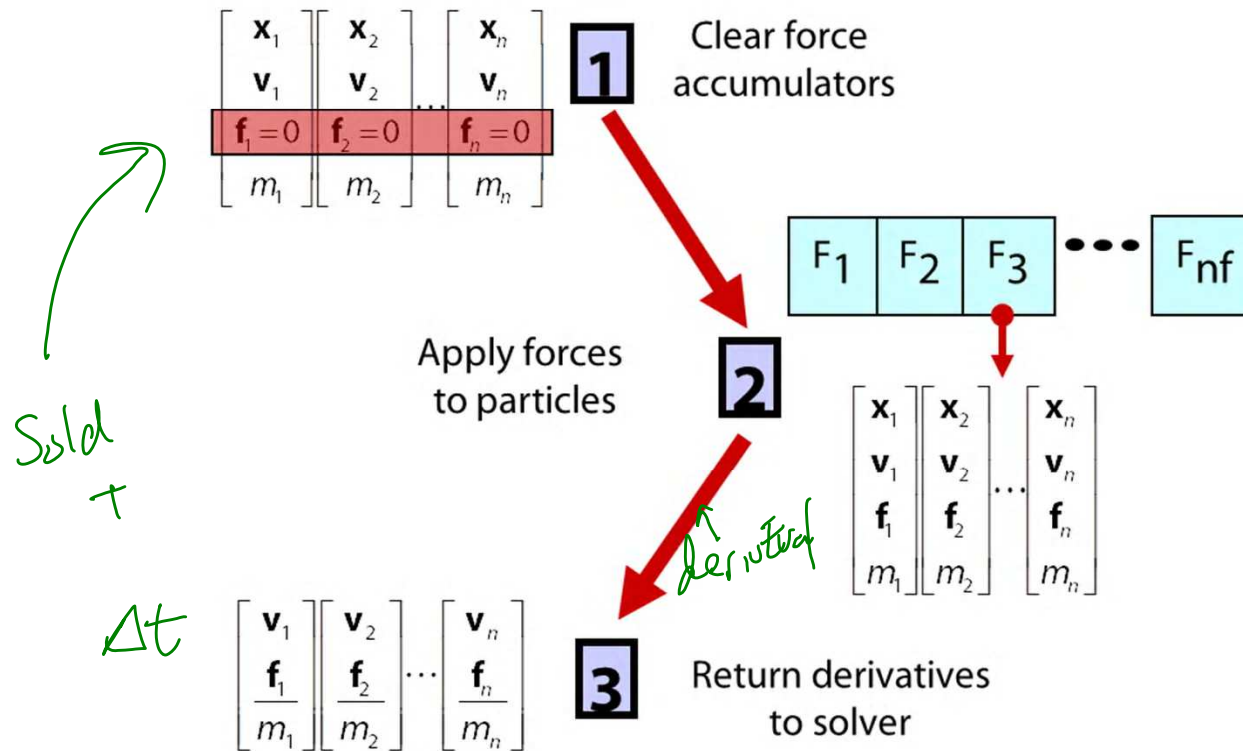 x₁ x₂ xₙ
v₁ v₂ ... vₙ
f₁ = 0 f₂ = 0 fₙ = 0
m₁ m₂ mₙ
1
Clear force
accumulators
F₁ F₂ F₃ •••• Fnf
Apply forces
to particles
2
x₁ x₂ xₙ
v₁ v₂ vₙ
f₁ f₂ ... fₙ
m₁ m₂ mₙ
Sold
+
Δt
v₁ v₂ vₙ
f₁/m₁ f₂/m₂ ... fₙ/mₙ
3
Return derivatives
to solver